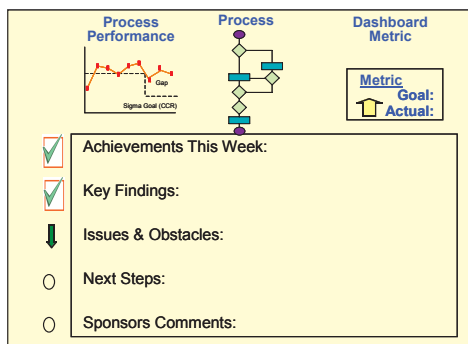 Process
Performance
Process
Dashboard
Metric
Gap
Sigma Goal (CCR)
Metric
Goal:
Actual:
Achievements This Week:
Key Findings:
Issues & Obstacles:
Next Steps:
Sponsors Comments: